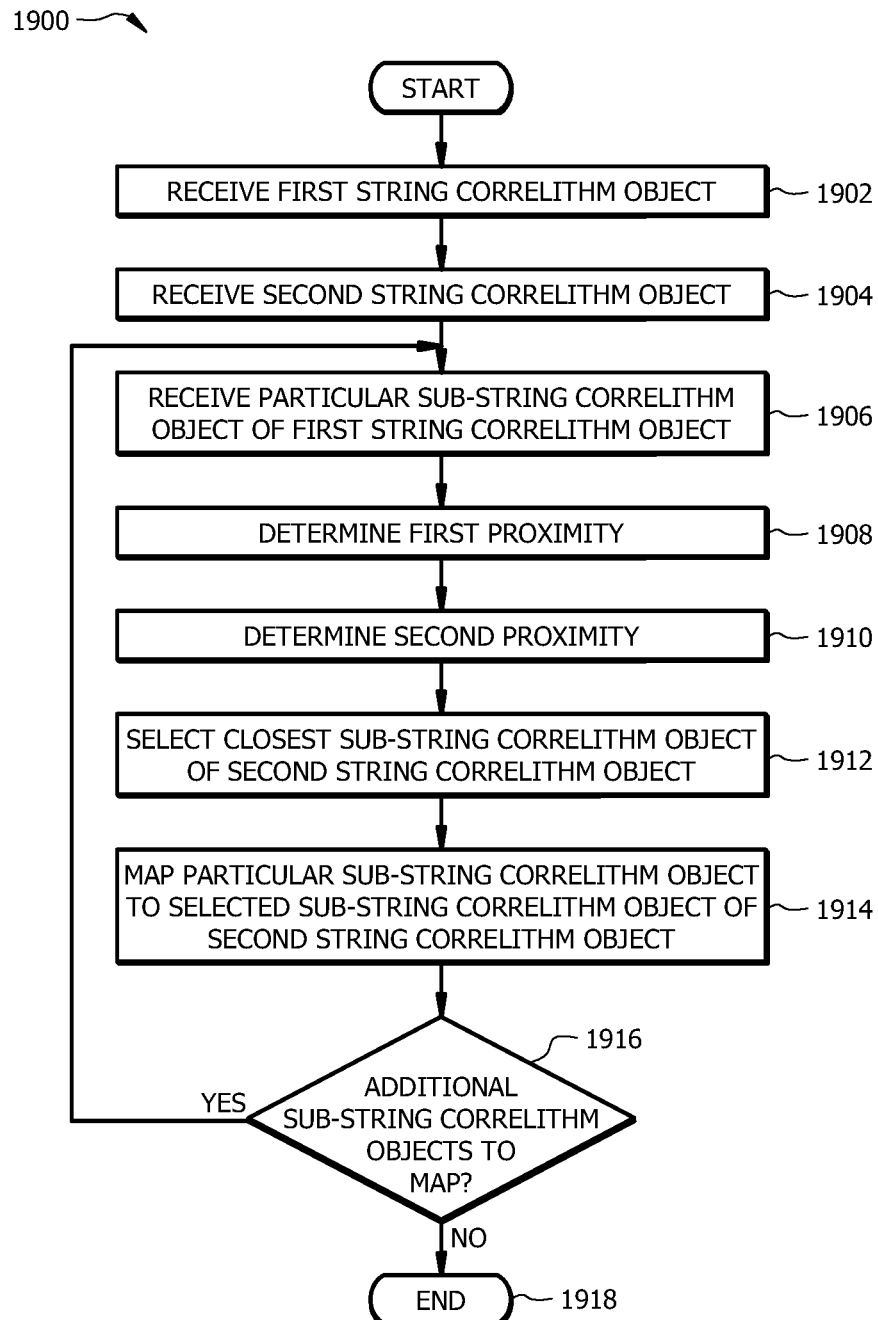 1900
START
RECEIVE FIRST STRING CORRELITHM OBJECT
1902
RECEIVE SECOND STRING CORRELITHM OBJECT
1904
RECEIVE PARTICULAR SUB-STRING CORRELITHM
OBJECT OF FIRST STRING CORRELITHM OBJECT
1906
DETERMINE FIRST PROXIMITY
1908
DETERMINE SECOND PROXIMITY
1910
SELECT CLOSEST SUB-STRING CORRELITHM OBJECT
OF SECOND STRING CORRELITHM OBJECT
1912
MAP PARTICULAR SUB-STRING CORRELITHM OBJECT
TO SELECTED SUB-STRING CORRELITHM OBJECT OF
SECOND STRING CORRELITHM OBJECT
1914
1916
YES
ADDITIONAL
SUB-STRING CORRELITHM
OBJECTS TO
MAP?
NO
END
1918